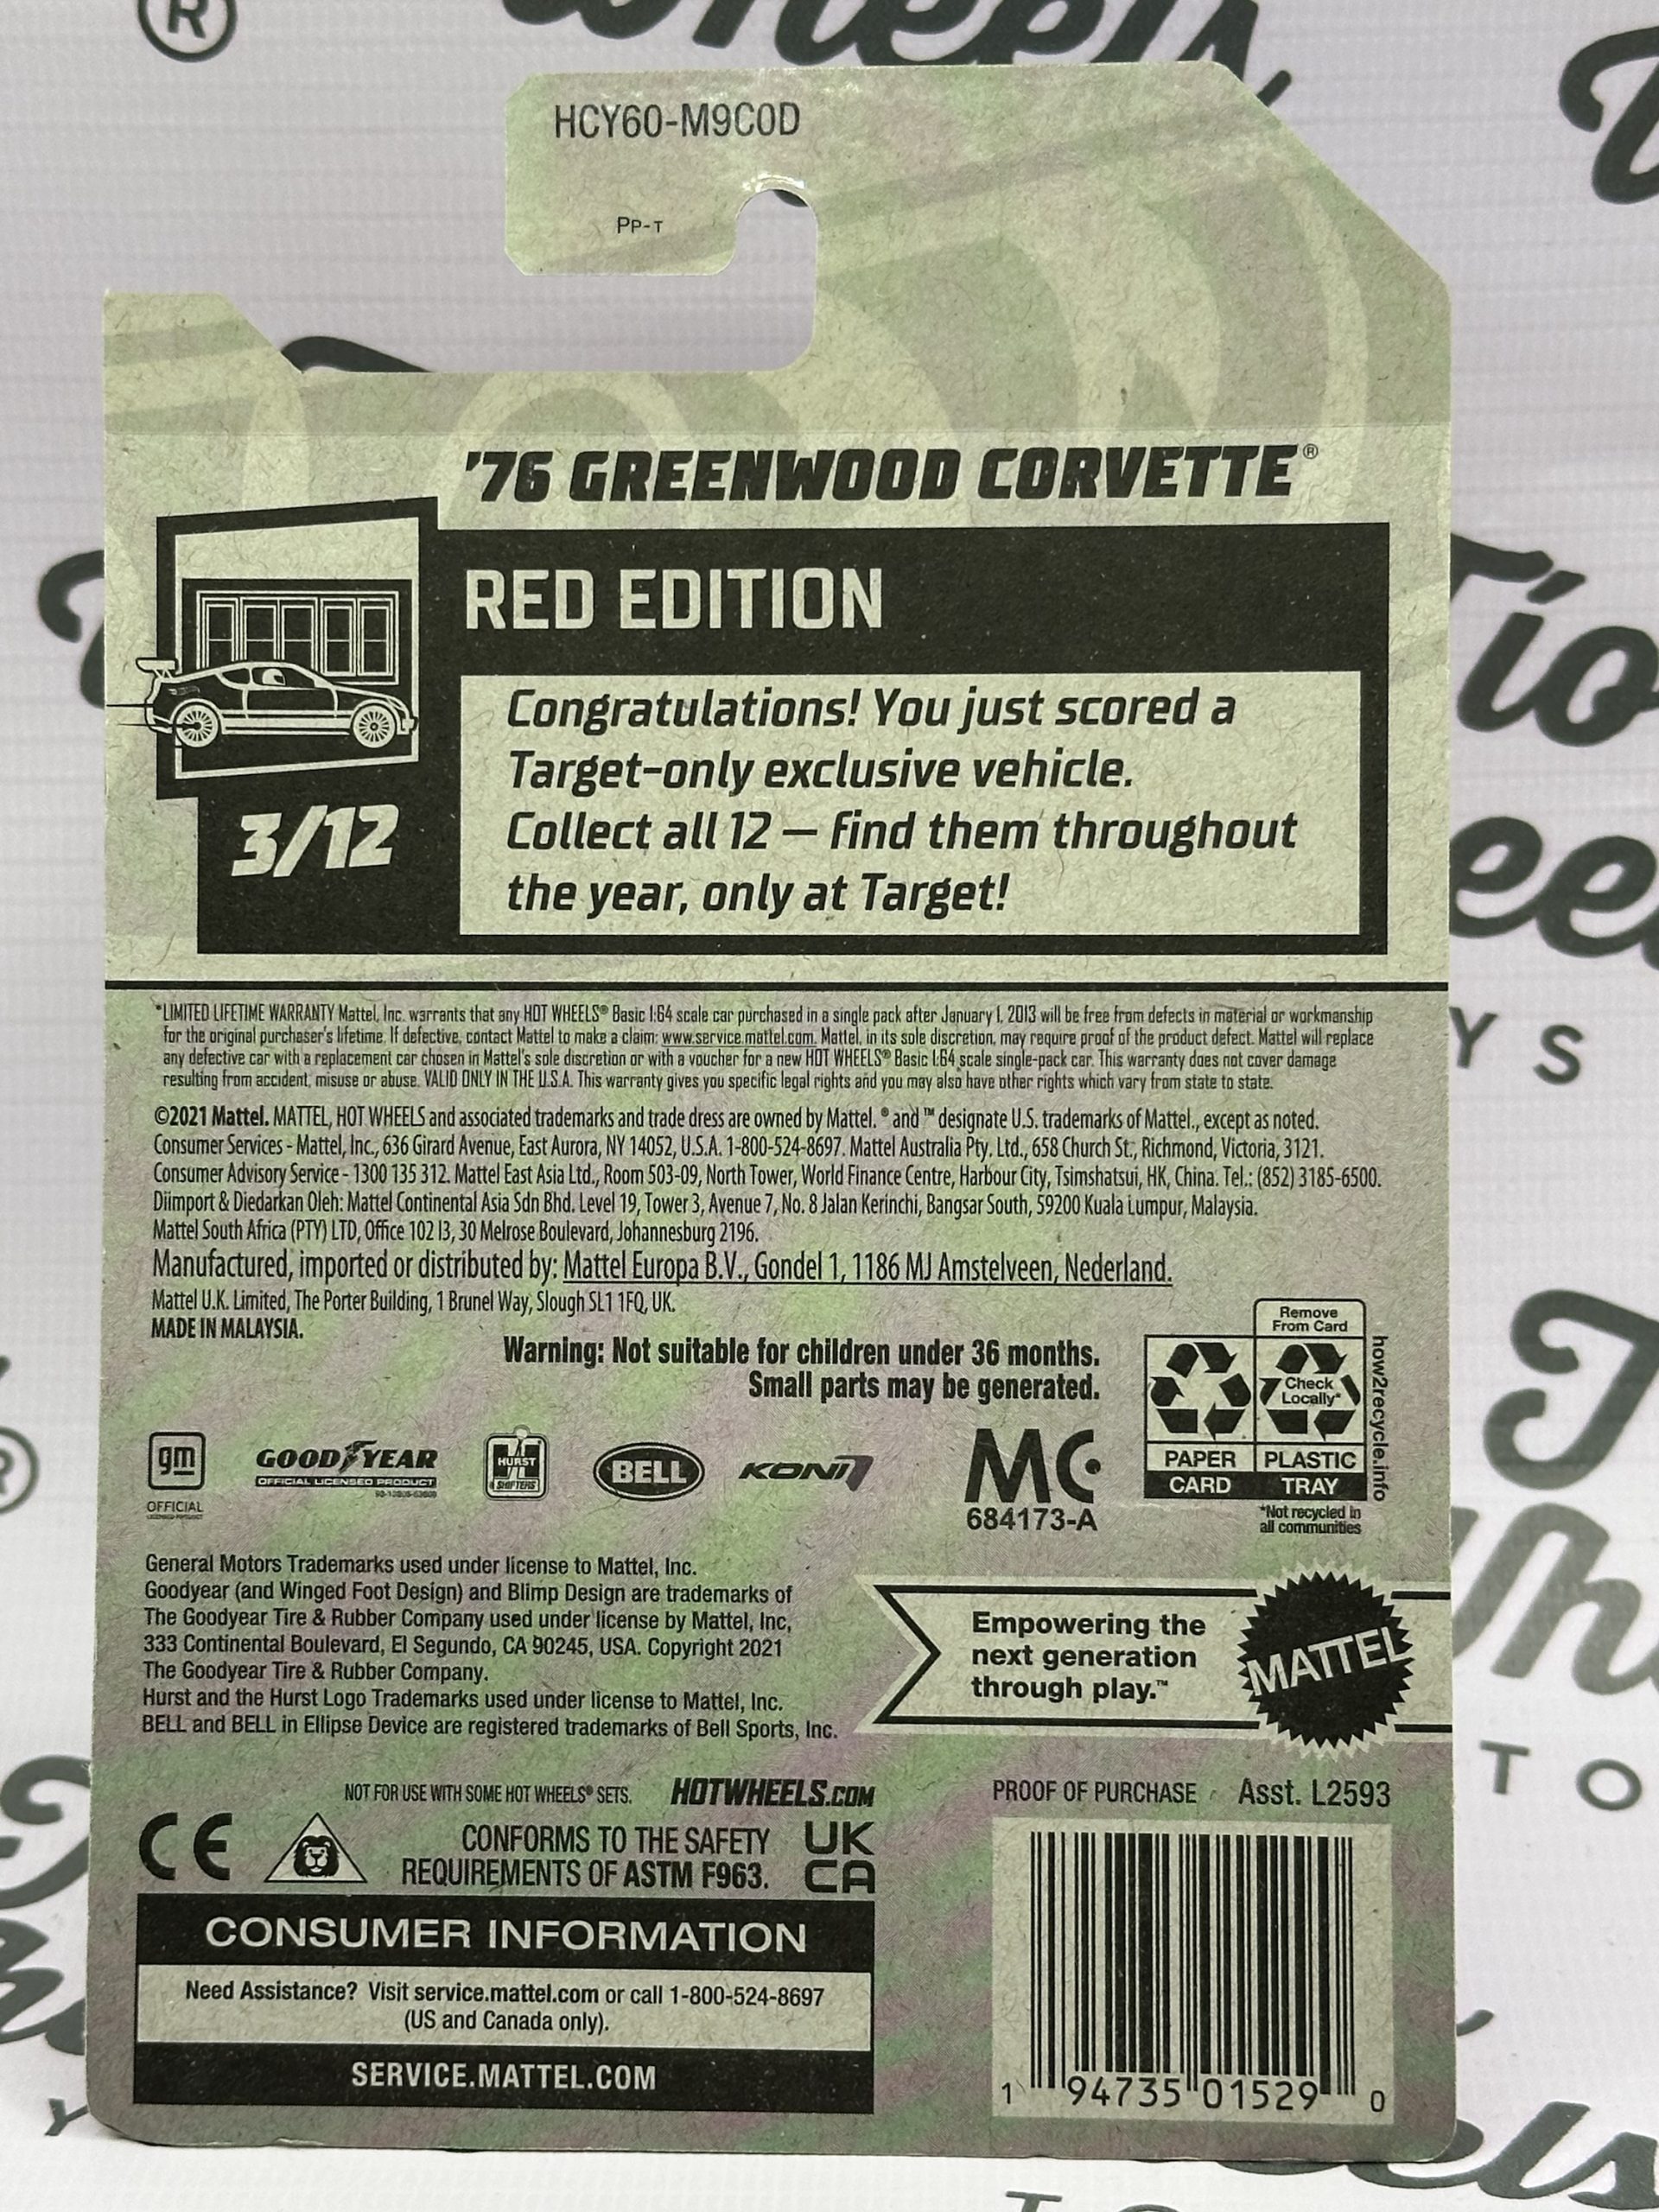 HCY60-M9C0D
PP-T
'76 GREENWOOD CORVETTE®
RED EDITION
Congratulations! You just scored a
Target-only exclusive vehicle.
Collect all 12 – find them throughout
the year, only at Target!
3/12
*LIMITED LIFETIME WARRANTY Mattel, Inc. warrants that any HOT WHEELS® Basic 1:64 scale car purchased in a single pack after January 1, 2013 will be free from defects in material or workmanship
for the original purchaser's lifetime. If defective, contact Mattel to make a claim: www.service.mattel.com. Mattel, in its sole discretion, may require proof of the product defect. Mattel will replace
any defective car with a replacement car chosen in Mattel's sole discretion or with a voucher for a new HOT WHEELS® Basic 1:64 scale single-pack car. This warranty does not cover damage
resulting from accident, misuse or abuse. VALID ONLY IN THE U.S.A. This warranty gives you specific legal rights and you may also have other rights which vary from state to state.
©2021 Mattel. MATTEL, HOT WHEELS and associated trademarks and trade dress are owned by Mattel. ® and ™ designate U.S. trademarks of Mattel., except as noted.
Consumer Services - Mattel, Inc., 636 Girard Avenue, East Aurora, NY 14052, U.S.A. 1-800-524-8697. Mattel Australia Pty. Ltd., 658 Church St., Richmond, Victoria, 3121.
Consumer Advisory Service - 1300 135 312. Mattel East Asia Ltd., Room 503-09, North Tower, World Finance Centre, Harbour City, Tsimshatsui, HK, China. Tel.: (852) 3185-6500.
Diimport & Diedarkan Oleh: Mattel Continental Asia Sdn Bhd. Level 19, Tower 3, Avenue 7, No. 8 Jalan Kerinchi, Bangsar South, 59200 Kuala Lumpur, Malaysia.
Mattel South Africa (PTY) LTD, Office 102 I3, 30 Melrose Boulevard, Johannesburg 2196.
Manufactured, imported or distributed by: Mattel Europa B.V., Gondel 1, 1186 MJ Amstelveen, Nederland.
Mattel U.K. Limited, The Porter Building, 1 Brunel Way, Slough SL1 1FQ, UK.
MADE IN MALAYSIA.
Warning: Not suitable for children under 36 months.
Small parts may be generated.
Remove
From Card
Check
Locally*
PAPER PLASTIC
CARD TRAY
*Not recycled in
all communities
how2recycle.info
gm
OFFICIAL
GOODYEAR
OFFICIAL LICENSED PRODUCT
HURST
SHIFTERS
BELL
KONI
MC
684173-A
General Motors Trademarks used under license to Mattel, Inc.
Goodyear (and Winged Foot Design) and Blimp Design are trademarks of
The Goodyear Tire & Rubber Company used under license by Mattel, Inc,
333 Continental Boulevard, El Segundo, CA 90245, USA. Copyright 2021
The Goodyear Tire & Rubber Company.
Hurst and the Hurst Logo Trademarks used under license to Mattel, Inc.
BELL and BELL in Ellipse Device are registered trademarks of Bell Sports, Inc.
Empowering the
next generation
through play.™
MATTEL
NOT FOR USE WITH SOME HOT WHEELS® SETS. HOTWHEELS.COM
PROOF OF PURCHASE Asst. L2593
CE
CONFORMS TO THE SAFETY
REQUIREMENTS OF ASTM F963.
UK
CA
CONSUMER INFORMATION
Need Assistance? Visit service.mattel.com or call 1-800-524-8697
(US and Canada only).
SERVICE.MATTEL.COM
1 94735 01529 0